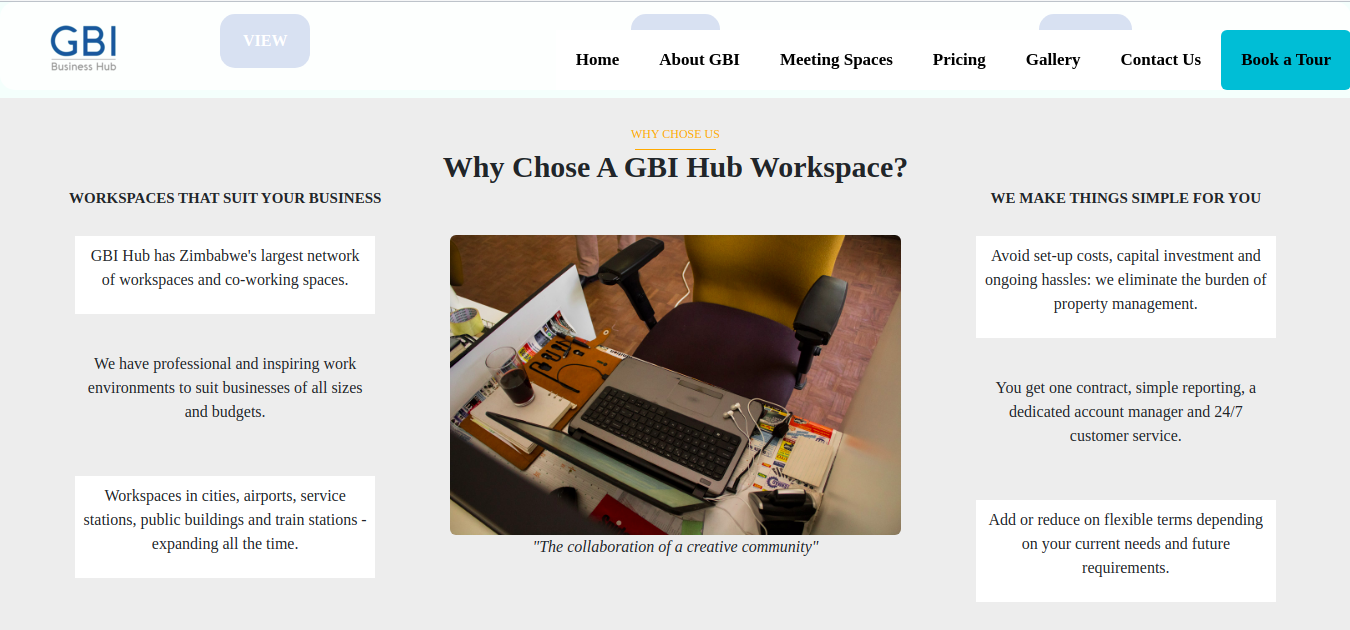 GBI
Business Hub
VIEW
Home About GBI Meeting Spaces Pricing Gallery Contact Us Book a Tour
WHY CHOSE US
Why Chose A GBI Hub Workspace?
WORKSPACES THAT SUIT YOUR BUSINESS
GBI Hub has Zimbabwe's largest network
of workspaces and co-working spaces.
We have professional and inspiring work
environments to suit businesses of all sizes
and budgets.
Workspaces in cities, airports, service
stations, public buildings and train stations -
expanding all the time.
"The collaboration of a creative community"
WE MAKE THINGS SIMPLE FOR YOU
Avoid set-up costs, capital investment and
ongoing hassles: we eliminate the burden of
property management.
You get one contract, simple reporting, a
dedicated account manager and 24/7
customer service.
Add or reduce on flexible terms depending
on your current needs and future
requirements.